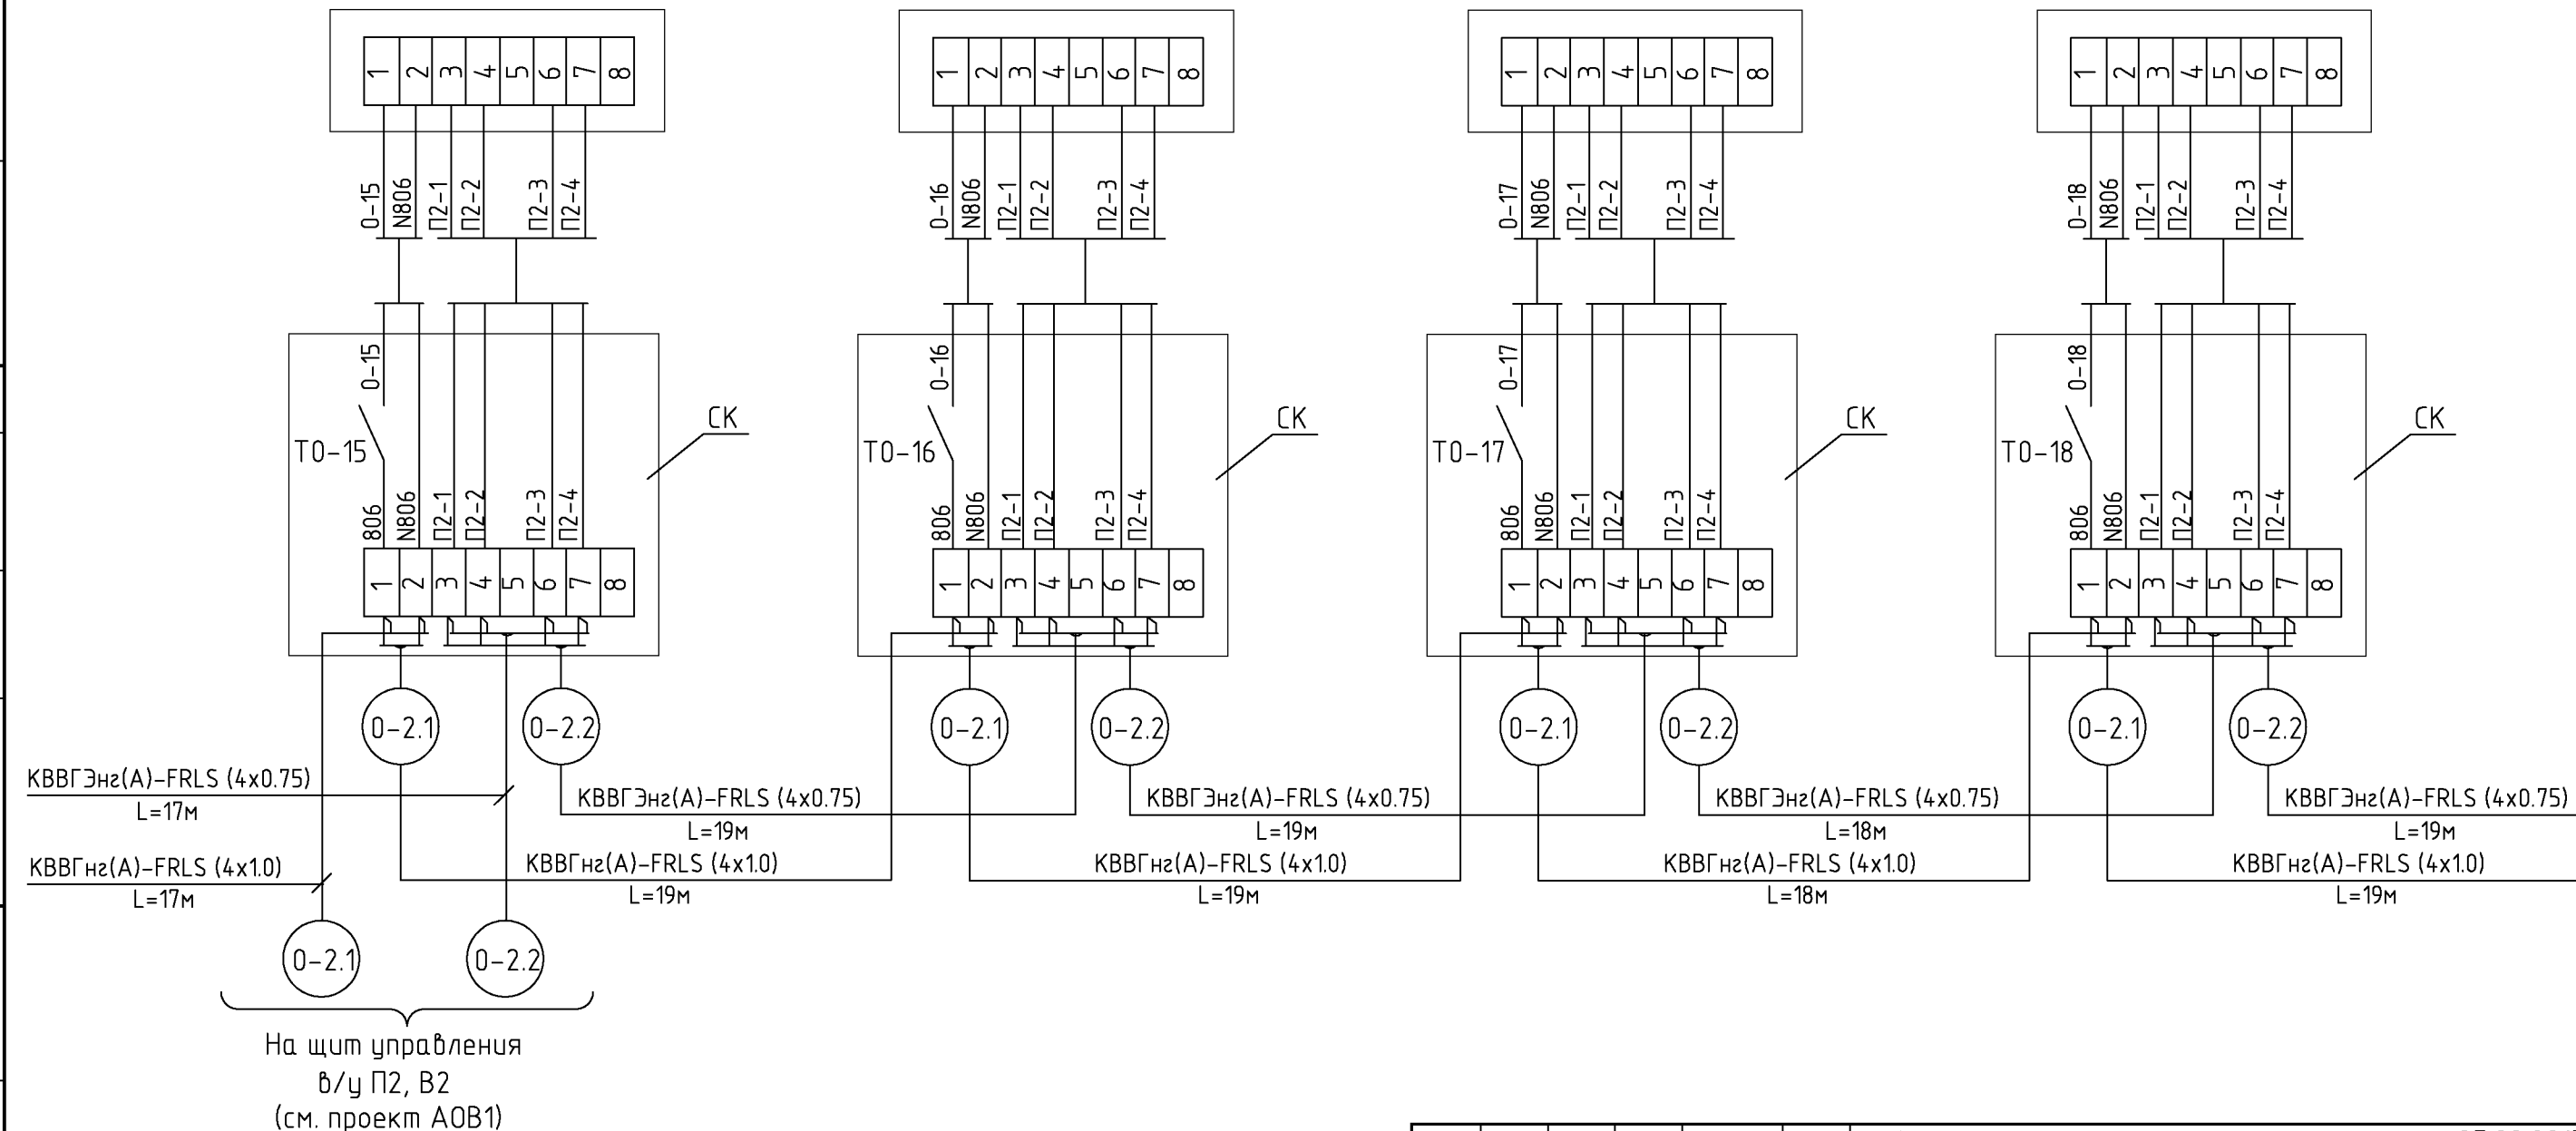 1 2 3 4 5 6 7 8
1 2 3 4 5 6 7 8
1 2 3 4 5 6 7 8
1 2 3 4 5 6 7 8
0-15 N806 П2-1 П2-2 П2-3 П2-4
0-16 N806 П2-1 П2-2 П2-3 П2-4
0-17 N806 П2-1 П2-2 П2-3 П2-4
0-18 N806 П2-1 П2-2 П2-3 П2-4
0-15
0-16
0-17
0-18
СК
СК
СК
СК
ТО-15
ТО-16
ТО-17
ТО-18
806 N806 П2-1 П2-2 П2-3 П2-4
806 N806 П2-1 П2-2 П2-3 П2-4
806 N806 П2-1 П2-2 П2-3 П2-4
806 N806 П2-1 П2-2 П2-3 П2-4
1 2 3 4 5 6 7 8
1 2 3 4 5 6 7 8
1 2 3 4 5 6 7 8
1 2 3 4 5 6 7 8
0-2.1 0-2.2
0-2.1 0-2.2
0-2.1 0-2.2
0-2.1 0-2.2
КВВГЭнг(А)-FRLS (4х0.75)
L=17м
КВВГЭнг(А)-FRLS (4х0.75)
L=19м
КВВГЭнг(А)-FRLS (4х0.75)
L=19м
КВВГЭнг(А)-FRLS (4х0.75)
L=18м
КВВГЭнг(А)-FRLS (4х0.75)
L=19м
КВВГнг(А)-FRLS (4х1.0)
L=17м
КВВГнг(А)-FRLS (4х1.0)
L=19м
КВВГнг(А)-FRLS (4х1.0)
L=19м
КВВГнг(А)-FRLS (4х1.0)
L=18м
КВВГнг(А)-FRLS (4х1.0)
L=19м
0-2.1 0-2.2
На щит управления
в/у П2, В2
(см. проект АОВ1)